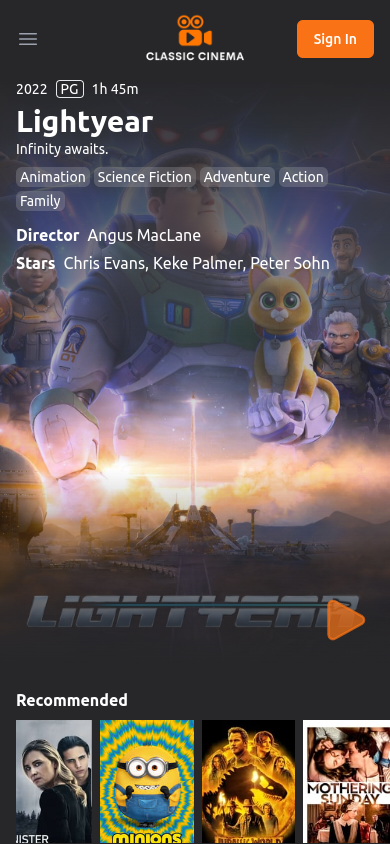 CLASSIC CINEMA
Sign In
2022 PG 1h 45m
Lightyear
Infinity awaits.
Animation Science Fiction Adventure Action
Family
Director Angus MacLane
Stars Chris Evans, Keke Palmer, Peter Sohn
LIGHTYEAR
Recommended
MINIONS
MOTHERING
SUNDAY